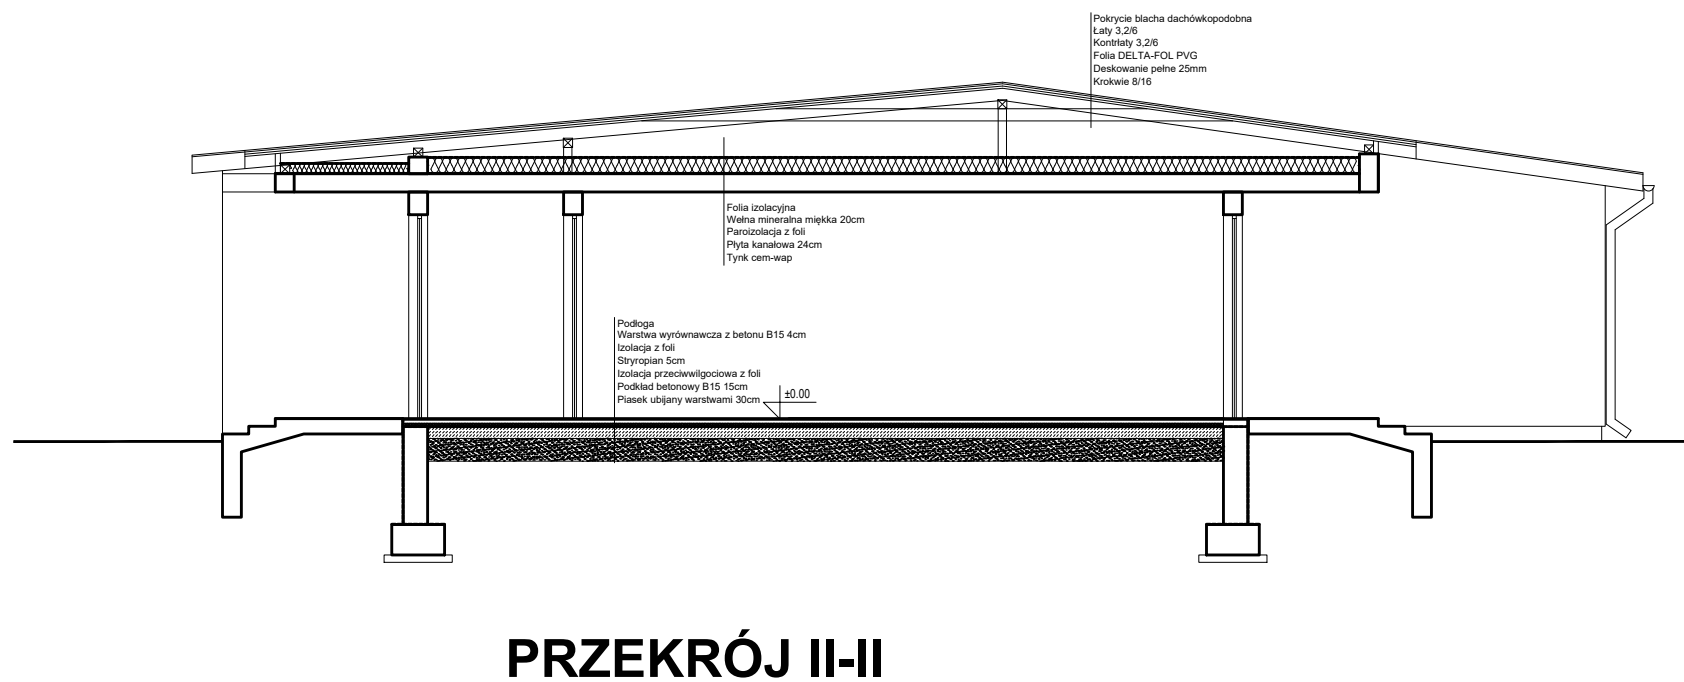 Pokrycie blacha dachówkopodobna
Łaty 3,2/6
Kontrłaty 3,2/6
Folia DELTA-FOL PVG
Deskowanie pełne 25mm
Krokwie 8/16
Folia izolacyjna
Wełna mineralna miękka 20cm
Paroizolacja z foli
Płyta kanałowa 24cm
Tynk cem-wap
Podłoga
Warstwa wyrównawcza z betonu B15 4cm
Izolacja z foli
Stryropian 5cm
Izolacja przeciwwilgociowa z foli
Podkład betonowy B15 15cm
Piasek ubijany warstwami 30cm
±0.00
PRZEKRÓJ II-II